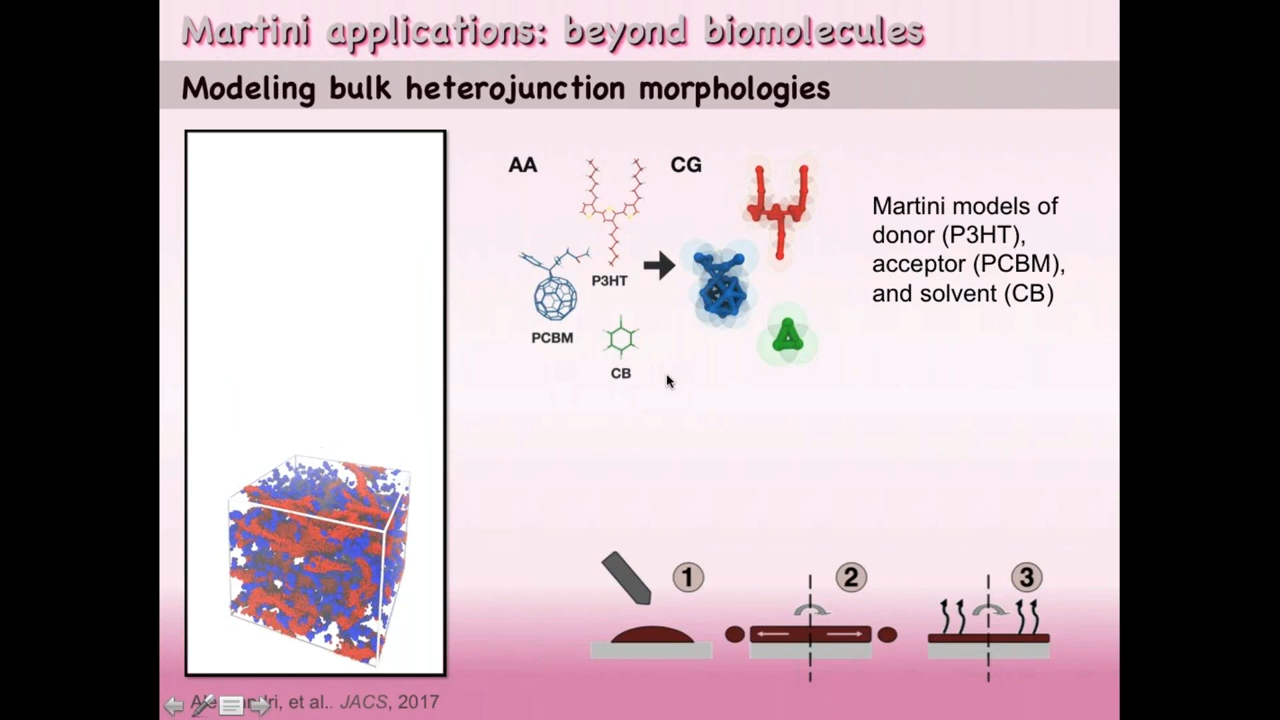 Martini applications: beyond biomolecules
Modeling bulk heterojunction morphologies
AA
CG
P3HT
PCBM
CB
Martini models of
donor (P3HT),
acceptor (PCBM),
and solvent (CB)
1
2
3
et al.. JACS, 2017